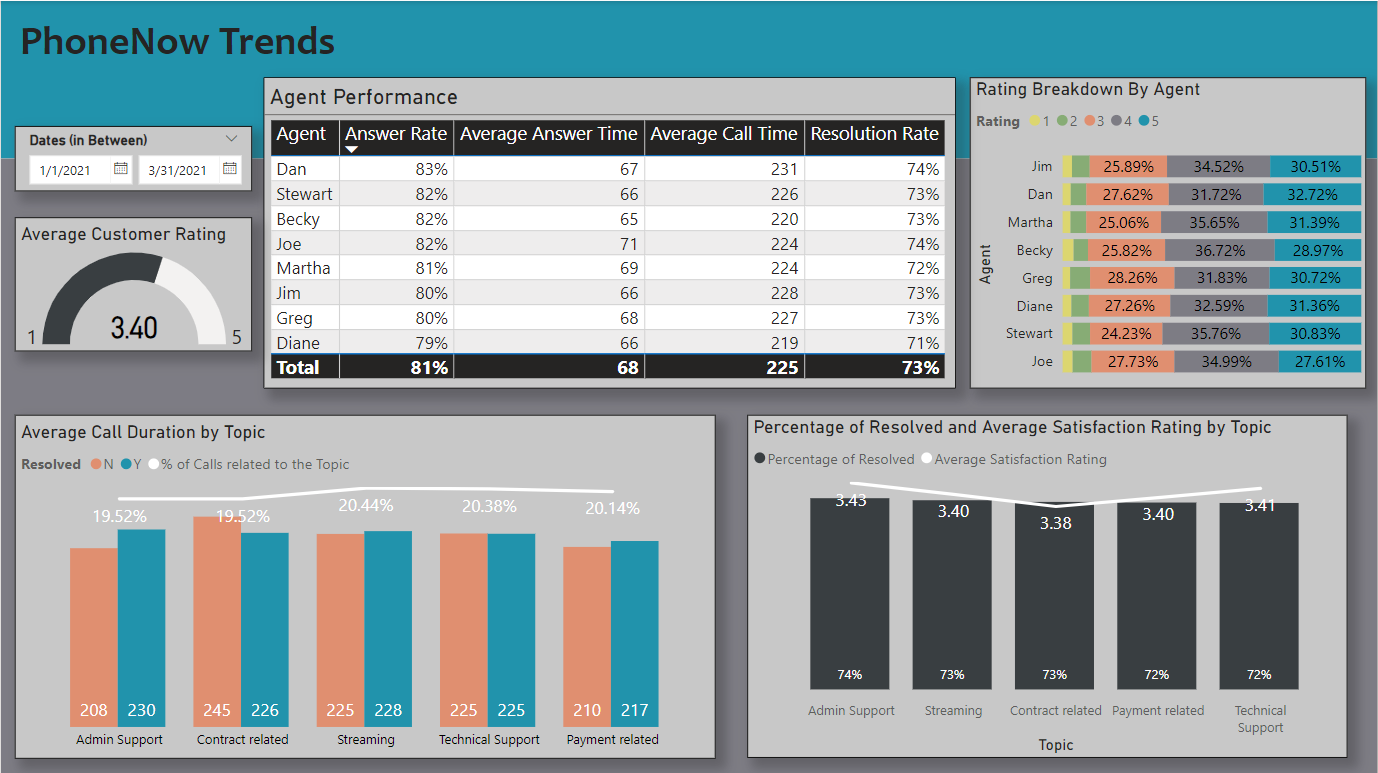 PhoneNow Trends
Dates (in Between)
1/1/2021 3/31/2021
Average Customer Rating
3.40
1 5
Agent Performance
Agent Answer Rate Average Answer Time Average Call Time Resolution Rate
Dan 83% 67 231 74%
Stewart 82% 66 226 73%
Becky 82% 65 220 73%
Joe 82% 71 224 74%
Martha 81% 69 224 72%
Jim 80% 66 228 73%
Greg 80% 68 227 73%
Diane 79% 66 219 71%
Total 81% 68 225 73%
Rating Breakdown By Agent
Rating 1 2 3 4 5
Agent
Jim 25.89% 34.52% 30.51%
Dan 27.62% 31.72% 32.72%
Martha 25.06% 35.65% 31.39%
Becky 25.82% 36.72% 28.97%
Greg 28.26% 31.83% 30.72%
Diane 27.26% 32.59% 31.36%
Stewart 24.23% 35.76% 30.83%
Joe 27.73% 34.99% 27.61%
Average Call Duration by Topic
Resolved N Y % of Calls related to the Topic
19.52% 19.52% 20.44% 20.38% 20.14%
208 230 245 226 225 228 225 225 210 217
Admin Support Contract related Streaming Technical Support Payment related
Percentage of Resolved and Average Satisfaction Rating by Topic
Percentage of Resolved Average Satisfaction Rating
3.43 3.40 3.38 3.40 3.41
74% 73% 73% 72% 72%
Admin Support Streaming Contract related Payment related Technical Support
Topic